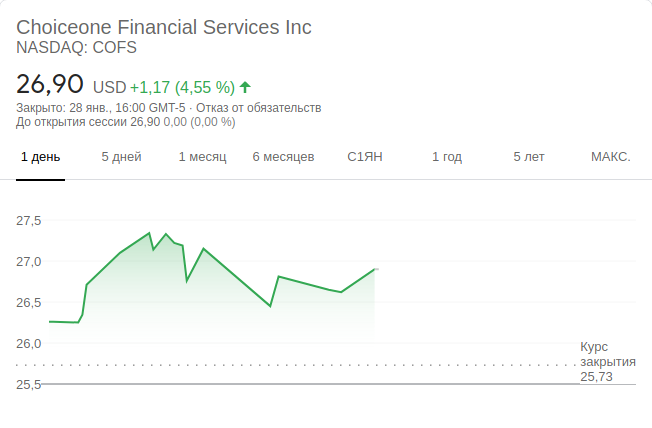 Choiceone Financial Services Inc
NASDAQ: COFS
26,90 USD +1,17 (4,55 %)
Закрыто: 28 янв., 16:00 GMT-5 · Отказ от обязательств
До открытия сессии 26,90 0,00 (0,00 %)
1 день 5 дней 1 месяц 6 месяцев С1ЯН 1 год 5 лет МАКС.
27,5
27,0
26,5
26,0
Курс
закрытия
25,73
25,5